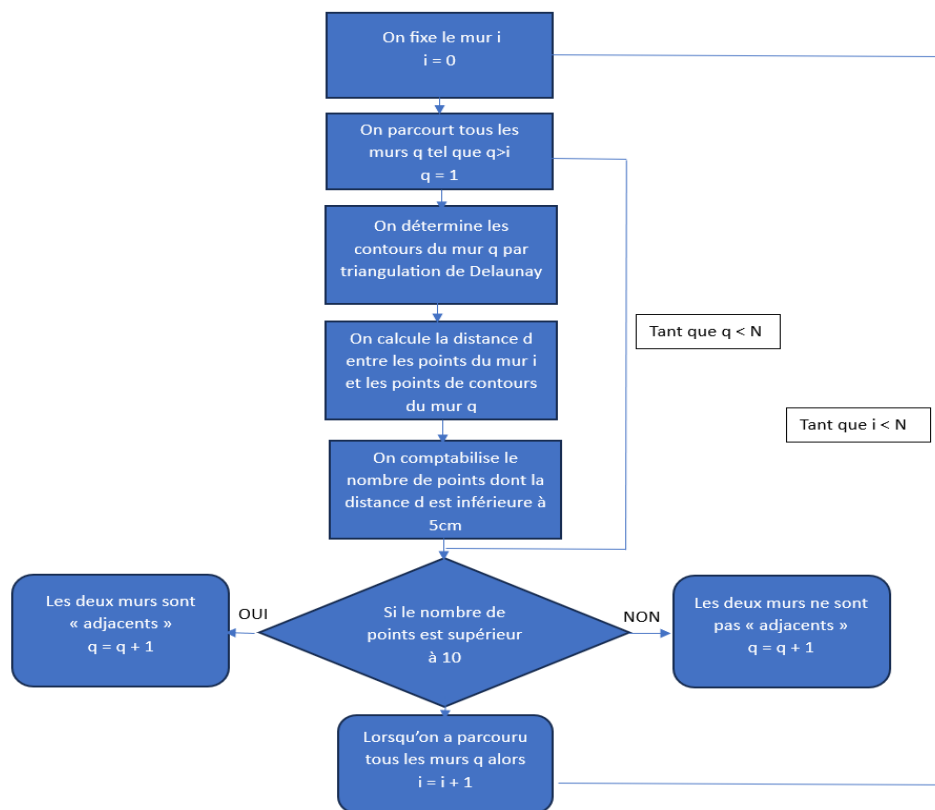 On fixe le mur i
i = 0
On parcourt tous les
murs q tel que q>i
q = 1
On détermine les
contours du mur q par
triangulation de Delaunay
On calcule la distance d
entre les points du mur i
et les points de contours
du mur q
Tant que q < N
Tant que i < N
On comptabilise le
nombre de points dont la
distance d est inférieure à
5cm
Les deux murs sont
« adjacents »
q = q + 1
OUI
Si le nombre de
points est supérieur
à 10
NON
Les deux murs ne sont
pas « adjacents »
q = q + 1
Lorsqu'on a parcouru
tous les murs q alors
i = i + 1